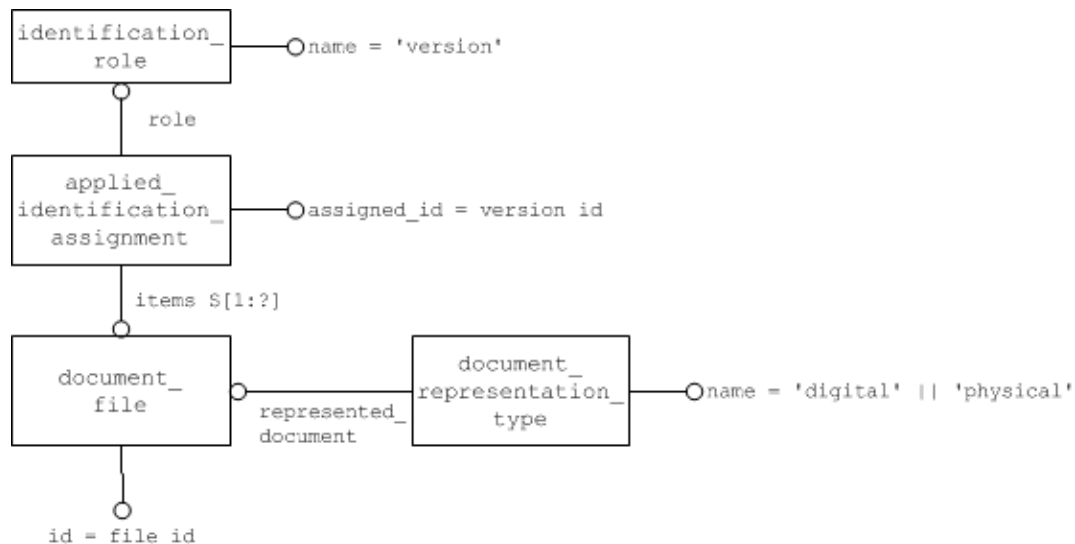 identification_
role
name = 'version'
role
applied_
identification_
assignment
assigned_id = version id
items S[1:?]
document_
file
represented_
document
document_
representation_
type
name = 'digital' || 'physical'
id = file id